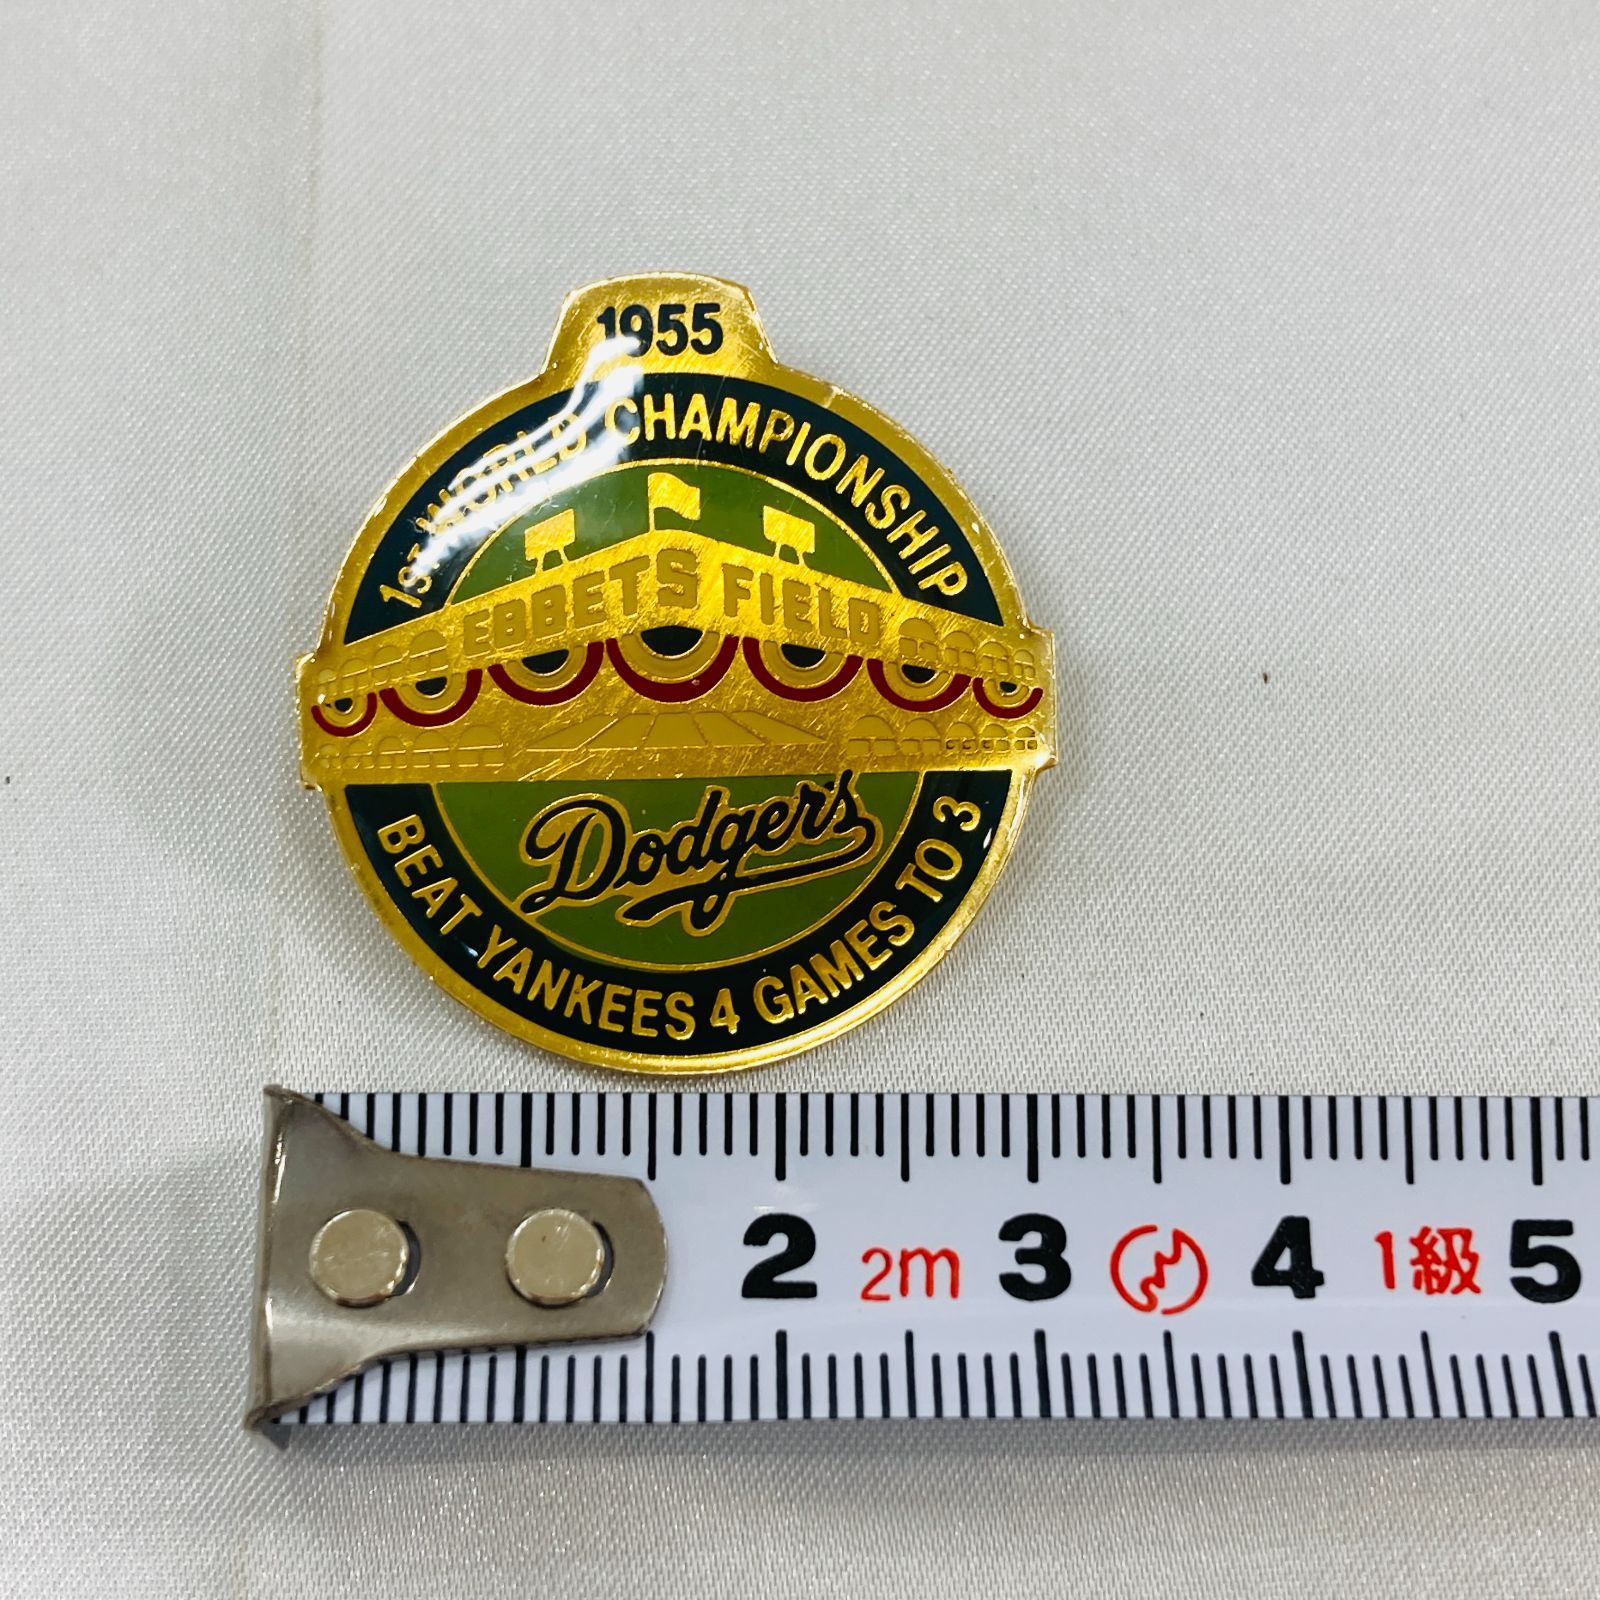 1955
1ST WORLD CHAMPIONSHIP
EBBETS FIELD
Dodgers
BEAT YANKEES 4 GAMES TO 3
2 2m 3 4 1級 5